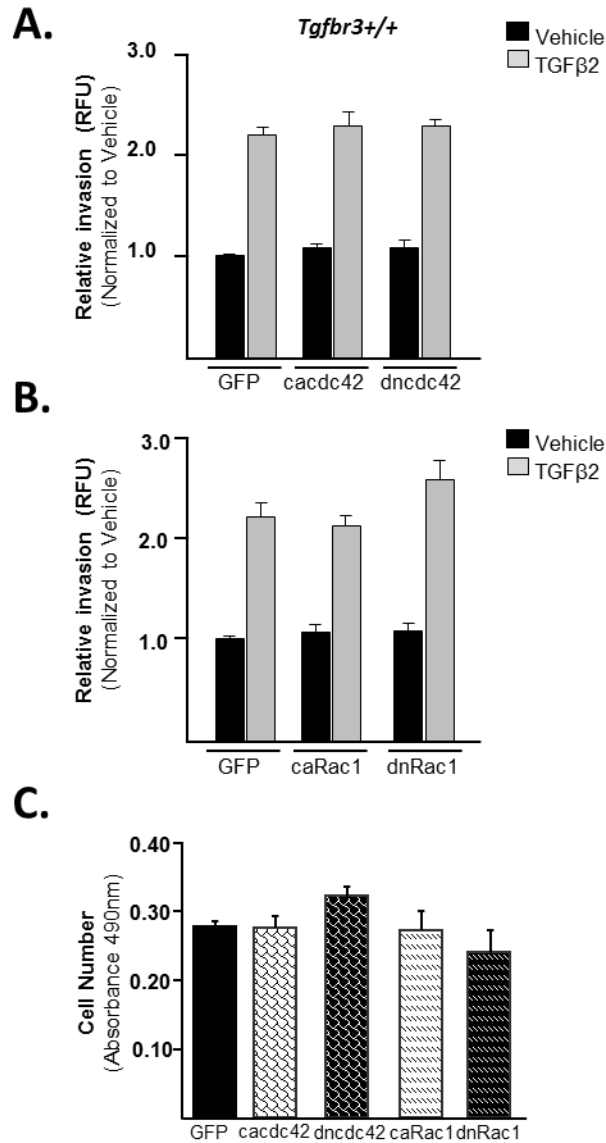 A.
Tgfbr3+/+
Vehicle
TGFβ2
Relative invasion (RFU)
(Normalized to Vehicle)
3.0
2.0
1.0
GFP
cacdc42
dncdc42
B.
Vehicle
TGFβ2
Relative invasion (RFU)
(Normalized to Vehicle)
3.0
2.0
1.0
GFP
caRac1
dnRac1
C.
Cell Number
(Absorbance 490nm)
0.40
0.30
0.20
0.10
GFP
cacdc42
dncdc42
caRac1
dnRac1